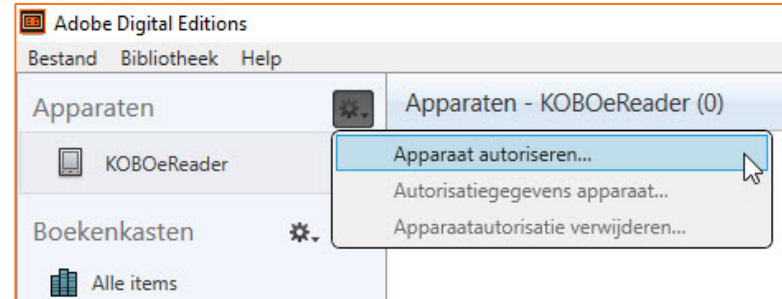 Adobe Digital Editions
Bestand Bibliotheek Help
Apparaten
Apparaten - KOBOeReader (0)
KOBOeReader
Apparaat autoriseren...
Autorisatiegegevens apparaat...
Apparaatautorisatie verwijderen...
Boekenkasten
Alle items